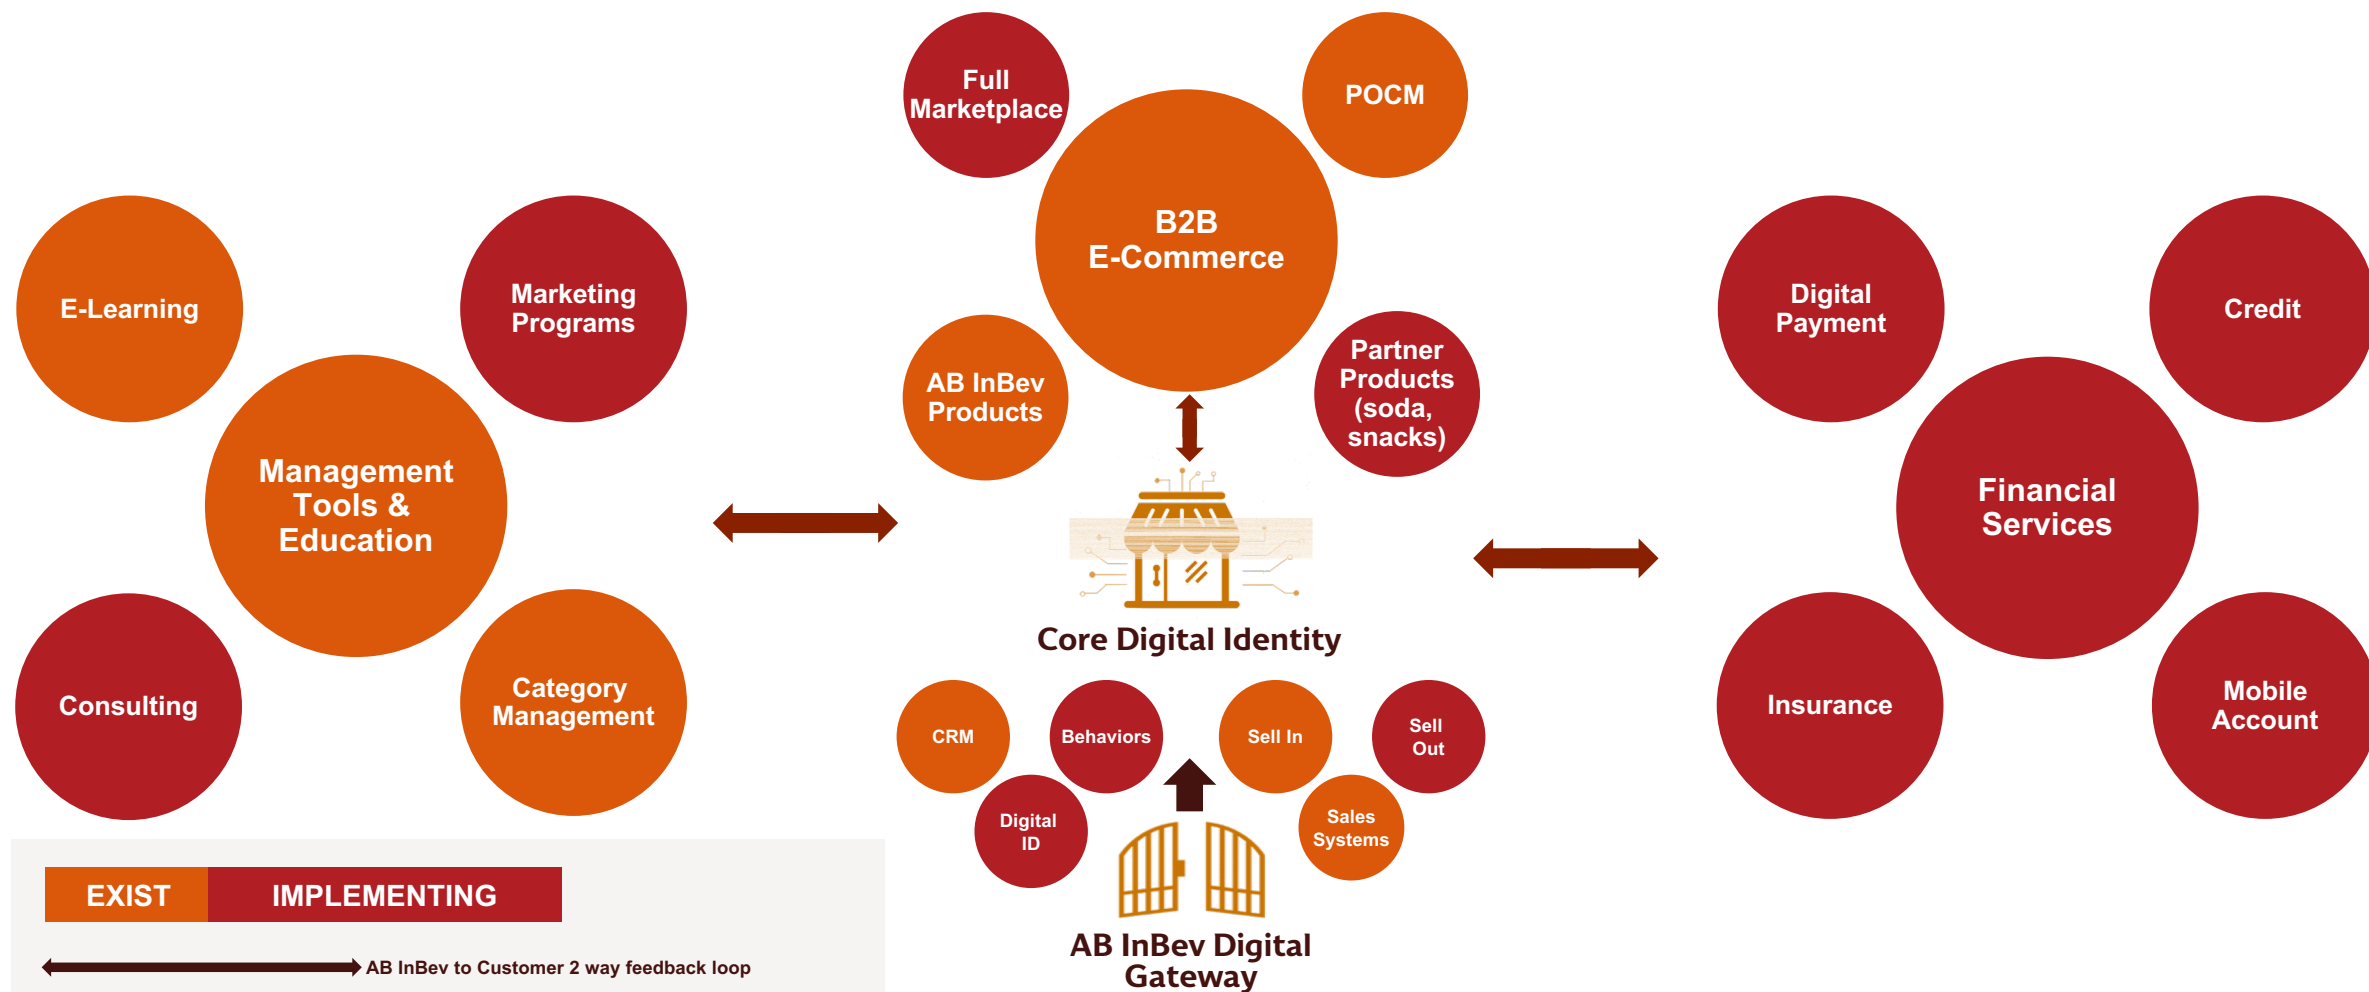 Full
Marketplace
POCM
B2B
E-Commerce
AB InBev
Products
Partner
Products
(soda,
snacks)
E-Learning
Marketing
Programs
Management
Tools &
Education
Consulting
Category
Management
Digital
Payment
Credit
Financial
Services
Insurance
Mobile
Account
Core Digital Identity
CRM
Behaviors
Sell In
Sell
Out
Digital
ID
Sales
Systems
AB InBev Digital
Gateway
EXIST
IMPLEMENTING
AB InBev to Customer 2 way feedback loop